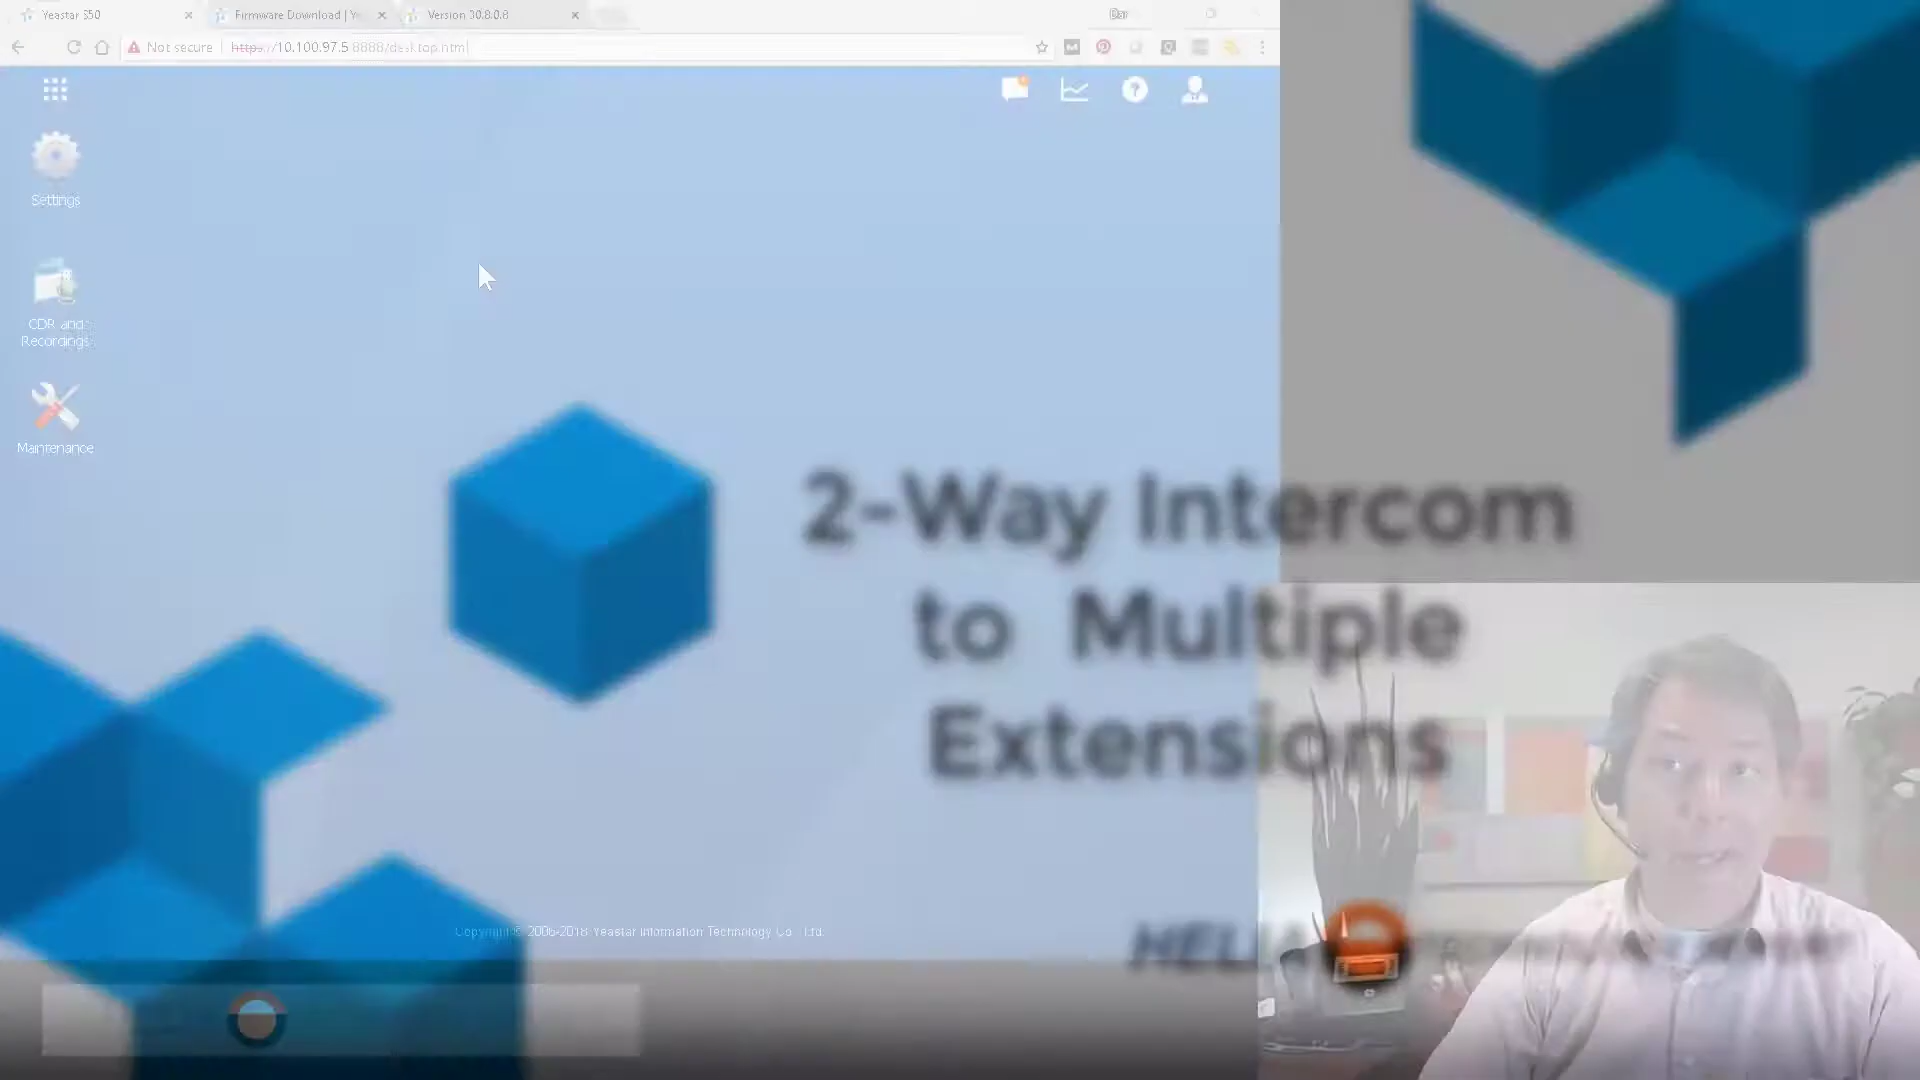 Yeastar S50
Firmware Download | Ye
Version 30.8.0.8
Not secure
https://10.100.97.5:8888/desktop.html
Settings
CDR and
Recordings
Maintenance
2-Way Intercom
to Multiple
Extensions
Copyright © 2006-2018 Yeastar Information Technology Co., Ltd.